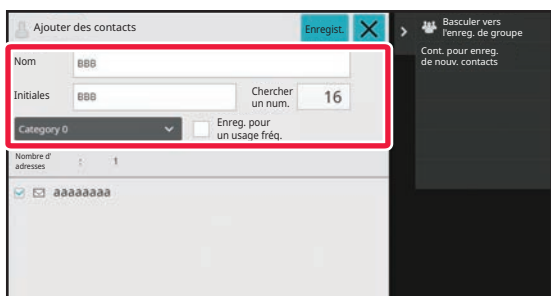 Ajouter des contacts
Enregist.
Basculer vers
l'enreg. de groupe
Cont. pour enreg.
de nouv. contacts
Nom
BBB
Initiales
BBB
Chercher
un num.
16
Category 0
Enreg. pour
un usage fréq.
Nombre d'
adresses
: 1
aaaaaaaa